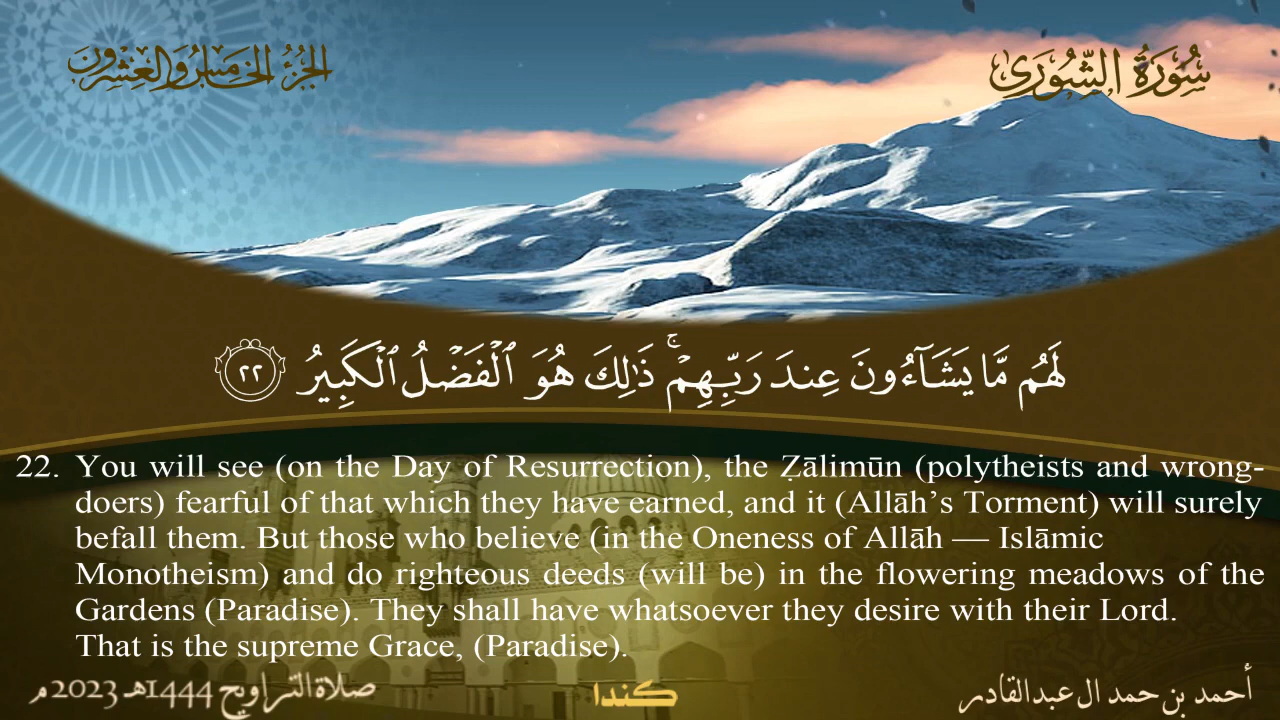 الجزء الخامس والعشرون
سورة الشورى
لَهُم مَّا يَشَآءُونَ عِندَ رَبِّهِمْۚ ذَٰلِكَ هُوَ ٱلْفَضْلُ ٱلْكَبِيرُ ٢٢
22. You will see (on the Day of Resurrection), the Ẓālimūn (polytheists and wrong-
doers) fearful of that which they have earned, and it (Allāh’s Torment) will surely
befall them. But those who believe (in the Oneness of Allāh — Islāmic
Monotheism) and do righteous deeds (will be) in the flowering meadows of the
Gardens (Paradise). They shall have whatsoever they desire with their Lord.
That is the supreme Grace, (Paradise).
صلاة التراويح 1444هـ 2023م
كندا
أحمد بن حمد ال عبدالقادر